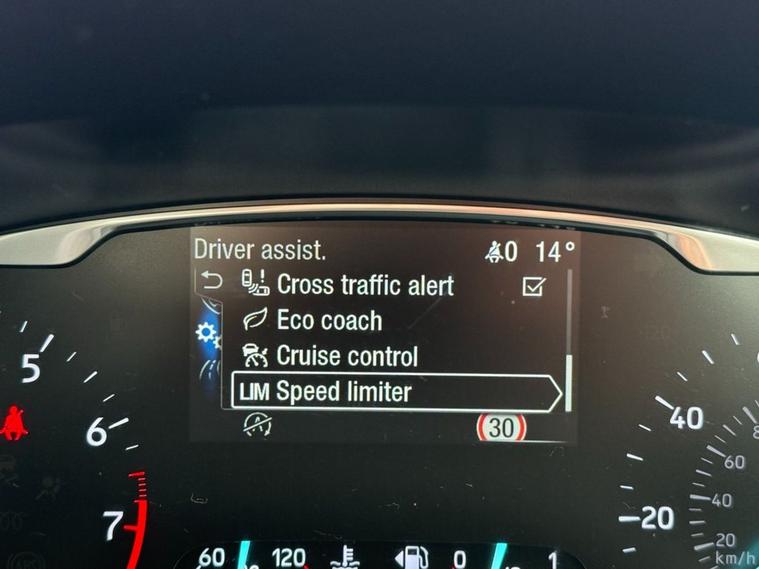 Driver assist. 0 14°
Cross traffic alert
Eco coach
Cruise control
LIM Speed limiter
A 30
5
6
7
40
20
60
40
20
km/h
60 120 0 1